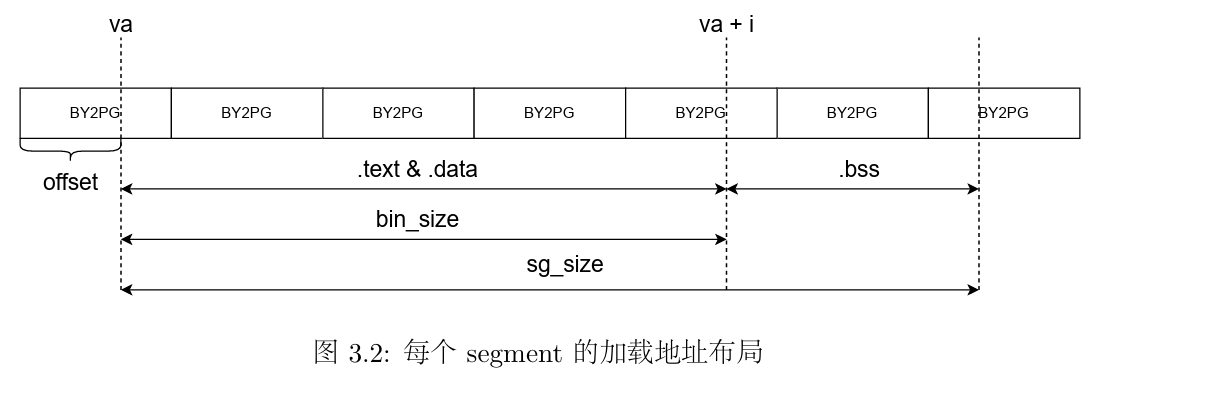 va va + i
BY2PG BY2PG BY2PG BY2PG BY2PG BY2PG BY2PG
offset .text & .data .bss
bin_size
sg_size
图 3.2: 每个 segment 的加载地址布局